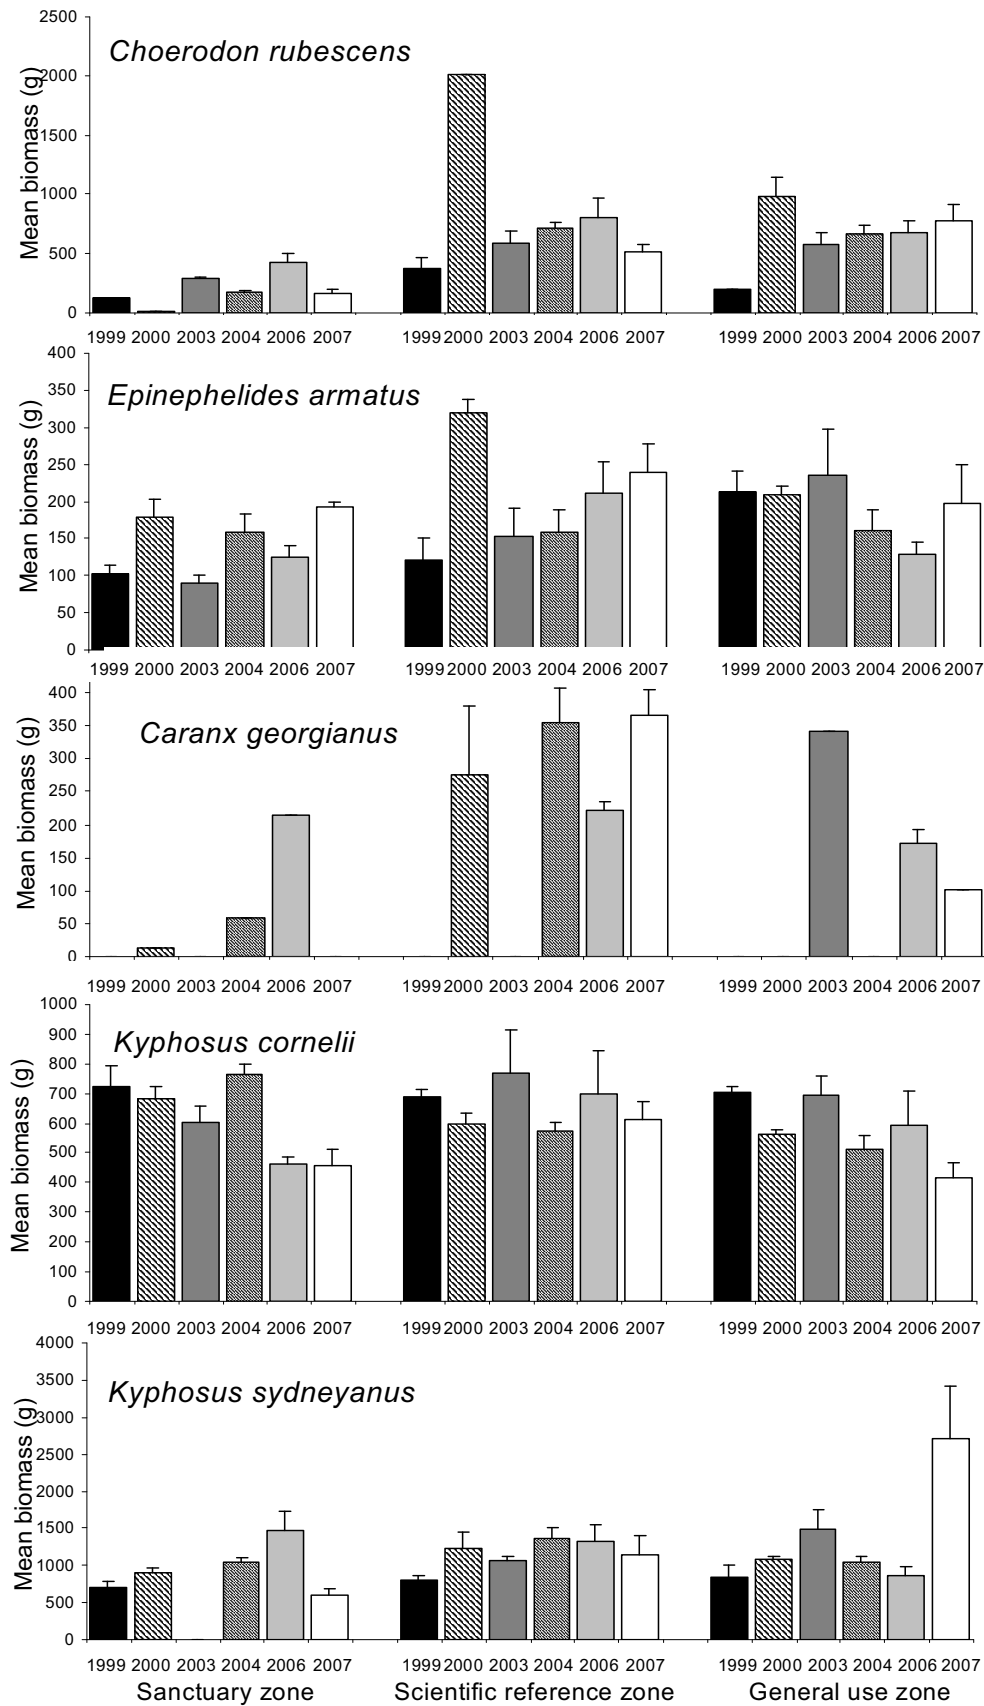 2500
Choerodon rubescens
2000
1500
1000
500
0
Mean biomass (g)
1999 2000 2003 2004 2006 2007 1999 2000 2003 2004 2006 2007 1999 2000 2003 2004 2006 2007
400
Epinephelides armatus
350
300
250
200
150
100
50
0
Mean biomass (g)
1999 2000 2003 2004 2006 2007 1999 2000 2003 2004 2006 2007 1999 2000 2003 2004 2006 2007
400
Caranx georgianus
350
300
250
200
150
100
50
0
Mean biomass (g)
1999 2000 2003 2004 2006 2007 1999 2000 2003 2004 2006 2007 1999 2000 2003 2004 2006 2007
1000
Kyphosus cornelii
900
800
700
600
500
400
300
200
100
0
Mean biomass (g)
1999 2000 2003 2004 2006 2007 1999 2000 2003 2004 2006 2007 1999 2000 2003 2004 2006 2007
4000
Kyphosus sydneyanus
3500
3000
2500
2000
1500
1000
500
0
Mean biomass (g)
1999 2000 2003 2004 2006 2007 1999 2000 2003 2004 2006 2007 1999 2000 2003 2004 2006 2007
Sanctuary zone Scientific reference zone General use zone